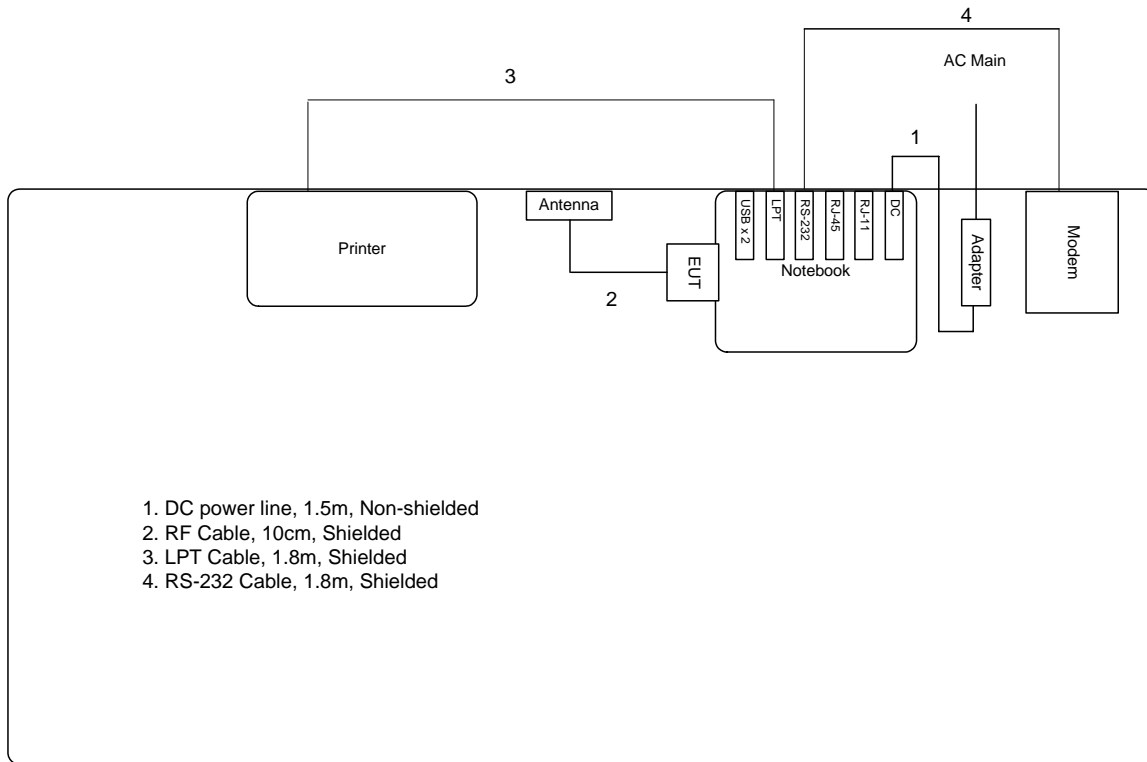 4
AC Main
3
1
Antenna
USB x 2
LPT
RS-232
RJ-45
RJ-11
DC
Printer
EUT
Notebook
Adapter
Modem
2
1. DC power line, 1.5m, Non-shielded
2. RF Cable, 10cm, Shielded
3. LPT Cable, 1.8m, Shielded
4. RS-232 Cable, 1.8m, Shielded